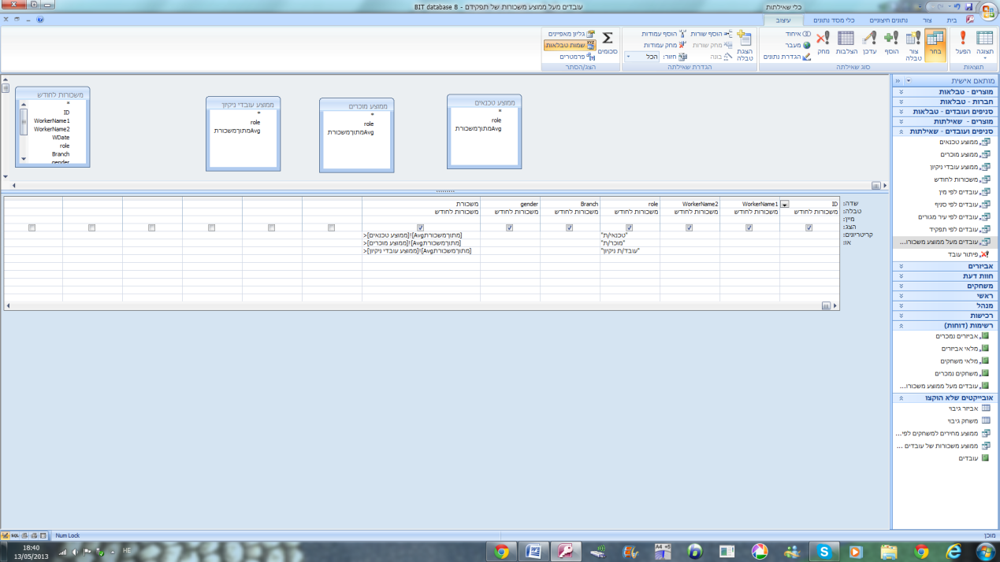 עובדים מעל ממוצע משכורות של תפקידם - BIT database 8
כלי שאילתות
בית
צור
נתונים חיצוניים
כלי מסד נתונים
עיצוב
תצוגה
הפעל
תוצאות
בחר
צור טבלה
הוסף
עדכן
הצלבות
מחק
איחוד
מעבר
הגדרת נתונים
סוג שאילתה
הצגת טבלה
הוסף שורות
מחק שורות
בונה
הוסף עמודות
מחק עמודות
חזור: הכל
הגדרת שאילתה
סכומים
גליון מאפיינים
שמות טבלאות
פרמטרים
הצג/הסתר
מותאם אישית
מוצרים - טבלאות
חברות - טבלאות
סניפים ועובדים - טבלאות
מוצרים - שאילתות
סניפים ועובדים - שאילתות
ממוצע טכנאים
ממוצע מוכרים
ממוצע עובדי ניקיון
משכורות לחודש
עובדים לפי מין
עובדים לפי סניף
עובדים לפי עיר מגורים
עובדים לפי תפקיד
עובדים מעל ממוצע משכורו...
פיתור עובד
אביזרים
חוות דעת
משחקים
ראשי
מנהל
רכישות
רשימות (דוחות)
אביזרים נמכרים
מלאי אביזרים
מלאי משחקים
משחקים נמכרים
עובדים מעל ממוצע משכורו...
אובייקטים שלא הוקצו
אביזר גיבוי
משחק גיבוי
ממוצע מחירים למשחקים לפי...
ממוצע משכורות של עובדים ...
עובדים
ממוצע טכנאים
*
role
Avgמתוךמשכורת
ממוצע מוכרים
*
role
Avgמתוךמשכורת
ממוצע עובדי ניקיון
*
role
Avgמתוךמשכורת
משכורות לחודש
*
ID
WorkerName1
WorkerName2
WDate
role
Branch
gender
שדה: ID WorkerName1 WorkerName2 role Branch gender משכורת
טבלה: משכורות לחודש משכורות לחודש משכורות לחודש משכורות לחודש משכורות לחודש משכורות לחודש משכורות לחודש
מיין:
הצג:
קריטריונים: "טכנאי/ת" >[ממוצע טכנאים]![Avgמתוךמשכורת]
או: "מוכר/ת" >[ממוצע מוכרים]![Avgמתוךמשכורת]
"עובד/ת ניקיון" >[ממוצע עובדי ניקיון]![Avgמתוךמשכורת]
מוכן
Num Lock
SQL
HE
18:40
13/05/2013